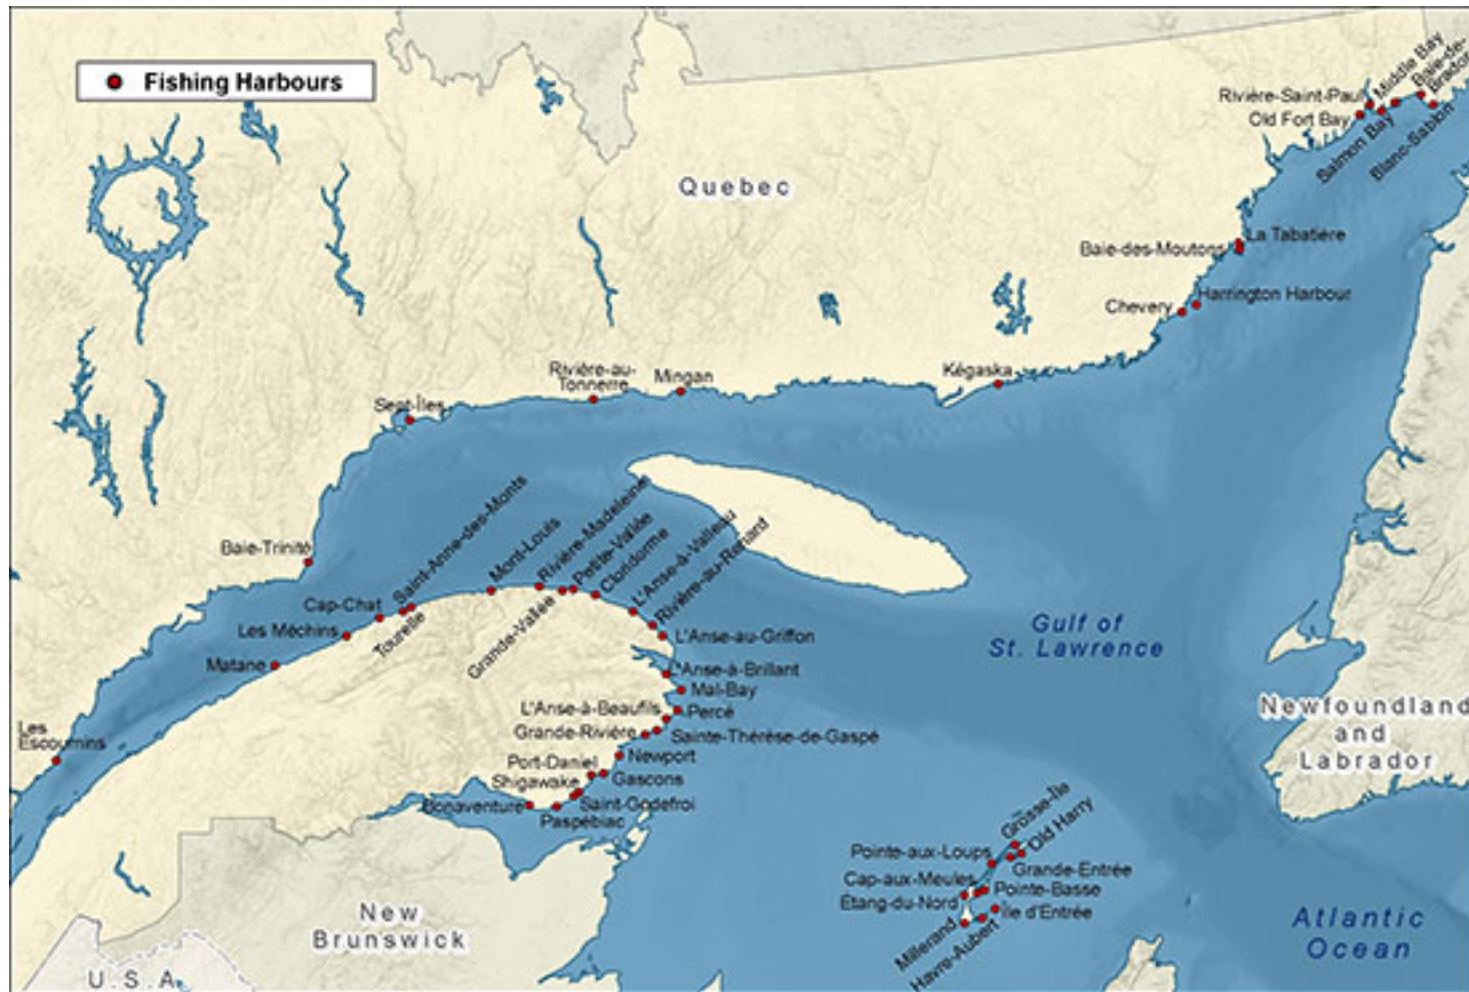 Fishing Harbours
Quebec
Middle Bay
Baie-de-
Brador
Rivière-Saint-Paul
Old Fort Bay
Salmon Bay
Blanc-Sablon
La Tabatière
Baie-des-Moutons
Harrington Harbour
Chevery
Kégaska
Rivière-au-
Tonnerre
Mingan
Sept-Îles
Baie-Trinité
Saint-Anne-des-Monts
Mont-Louis
Rivière-Madeleine
Petite-Vallée
Cloridorme
L'Anse-à-Valleau
Rivière-au-Renard
Cap-Chat
Tourelle
Grande-Vallée
Les Méchins
Matane
L'Anse-au-Griffon
L'Anse-à-Brillant
Mal-Bay
L'Anse-à-Beaufils
Percé
Grande-Rivière
Sainte-Thérèse-de-Gaspé
Newport
Port-Daniel
Gascons
Shigawake
Saint-Godefroi
Bonaventure
Paspébiac
Les
Escoumins
Gulf of
St. Lawrence
Newfoundland
and
Labrador
Grosse-Île
Old Harry
Pointe-aux-Loups
Grande-Entrée
Cap-aux-Meules
Pointe-Basse
Étang-du-Nord
Île d'Entrée
Millerand
Havre-Aubert
New
Brunswick
U.S.A
Atlantic
Ocean